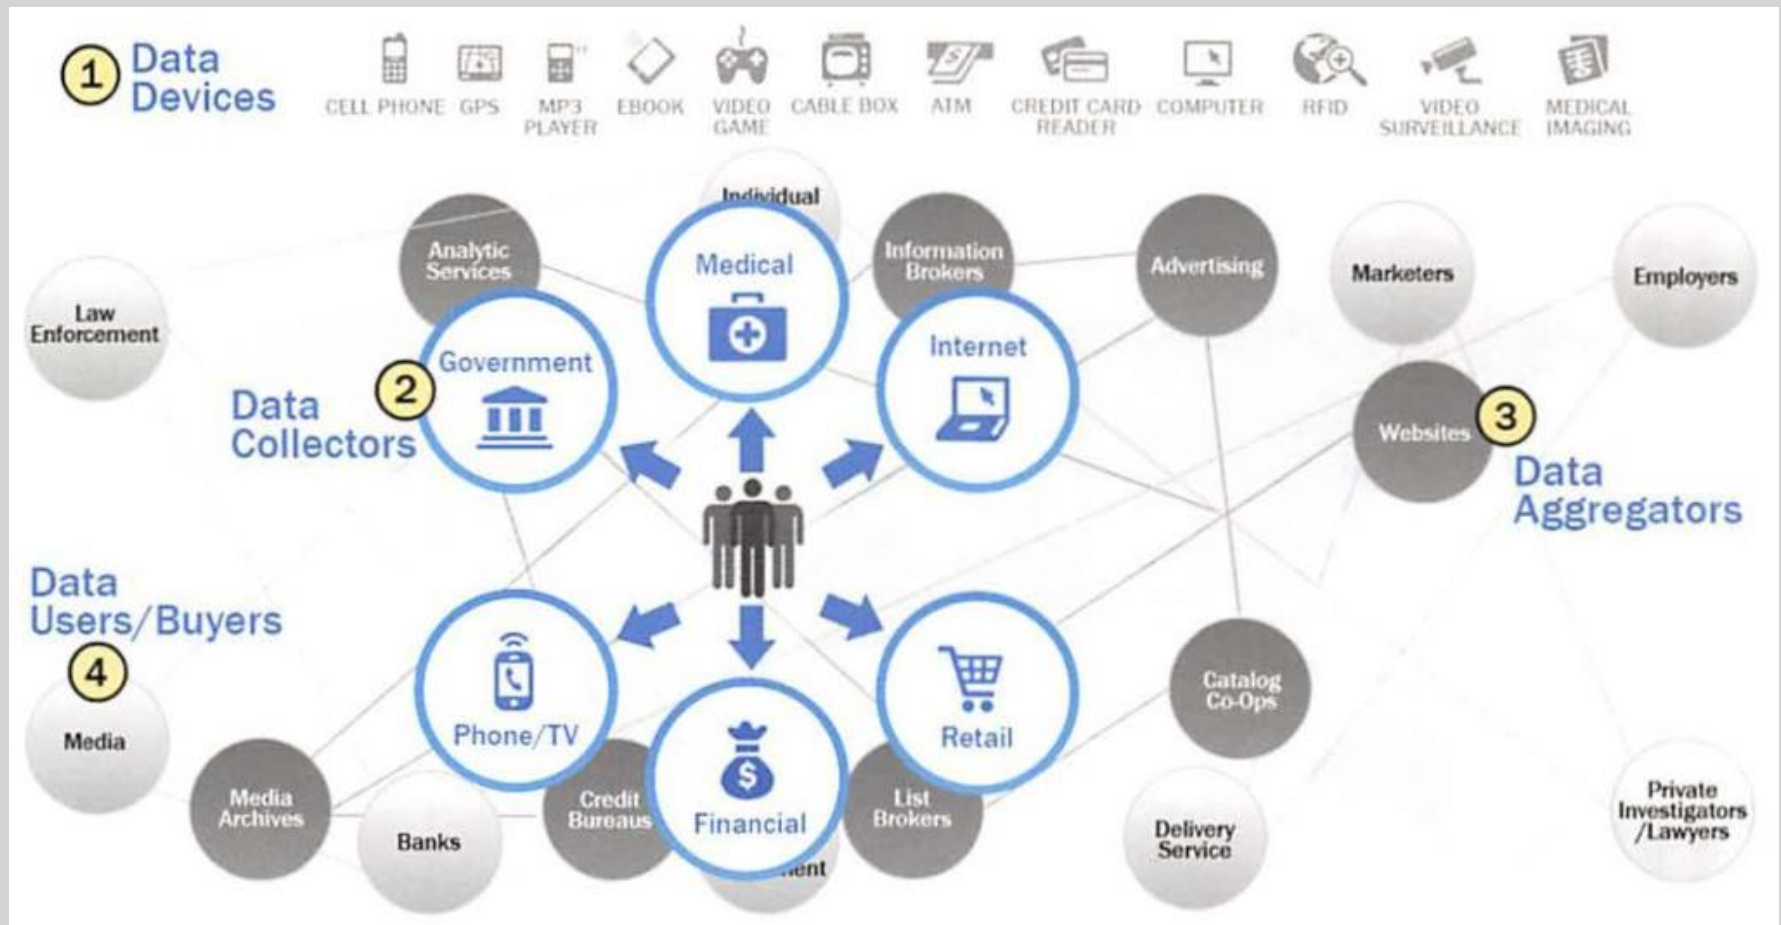 1
Data
Devices
CELL PHONE
GPS
MP3
PLAYER
EBOOK
VIDEO
GAME
CABLE BOX
ATM
CREDIT CARD
READER
COMPUTER
RFID
VIDEO
SURVEILLANCE
MEDICAL
IMAGING
Individual
Analytic
Services
Medical
Information
Brokers
Advertising
Marketers
Employers
Law
Enforcement
Government
2
Data
Collectors
Internet
Websites
3
Data
Aggregators
Data
Users/Buyers
4
Media
Phone/TV
Retail
Catalog
Co-Ops
Media
Archives
Banks
Credit
Bureaus
Financial
$
List
Brokers
Delivery
Service
Private
Investigators
/Lawyers